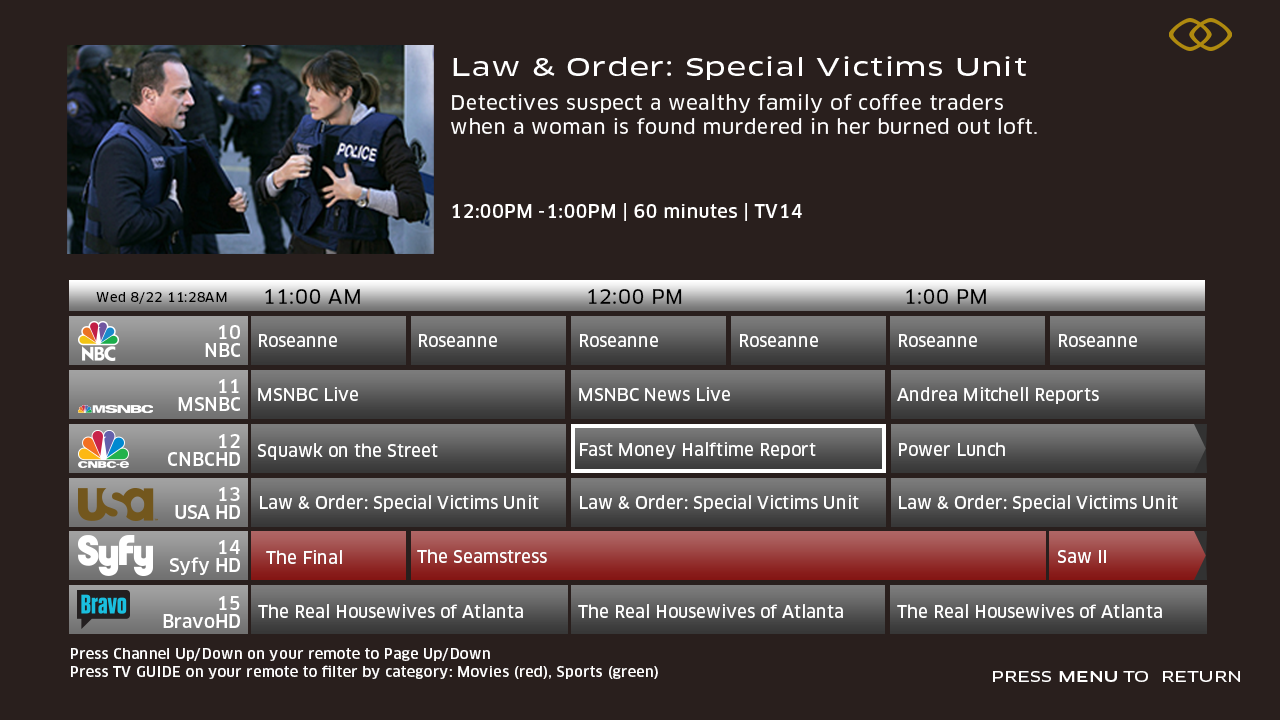 Law & Order: Special Victims Unit
Detectives suspect a wealthy family of coffee traders
when a woman is found murdered in her burned out loft.
POLICE
12:00PM -1:00PM | 60 minutes | TV14
Wed 8/22 11:28AM 11:00 AM 12:00 PM 1:00 PM
NBC 10 NBC Roseanne Roseanne Roseanne Roseanne Roseanne Roseanne
MSNBC 11 MSNBC MSNBC Live MSNBC News Live Andrea Mitchell Reports
CNBC-e 12 CNBCHD Squawk on the Street Fast Money Halftime Report Power Lunch
usa 13 USA HD Law & Order: Special Victims Unit Law & Order: Special Victims Unit Law & Order: Special Victims Unit
Syfy 14 Syfy HD The Final The Seamstress Saw II
Bravo 15 BravoHD The Real Housewives of Atlanta The Real Housewives of Atlanta The Real Housewives of Atlanta
Press Channel Up/Down on your remote to Page Up/Down
Press TV GUIDE on your remote to filter by category: Movies (red), Sports (green)
PRESS MENU TO RETURN